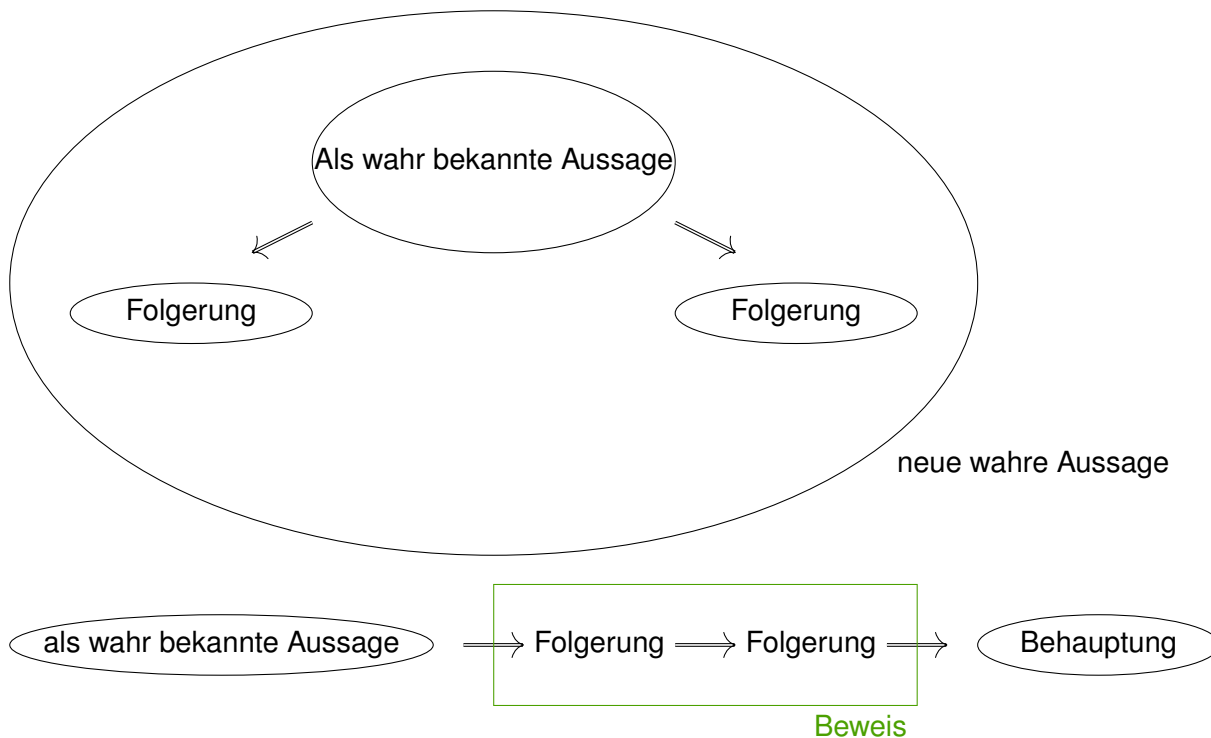 Als wahr bekannte Aussage
Folgerung
Folgerung
neue wahre Aussage
als wahr bekannte Aussage
Folgerung
Folgerung
Behauptung
Beweis